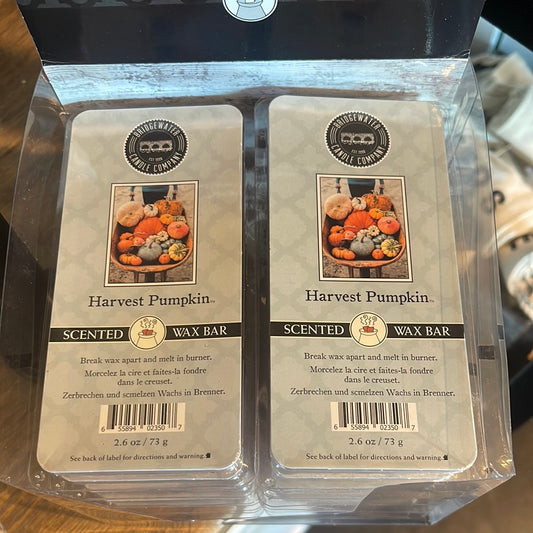 BRIDGEWATER
EST 1998
CANDLE COMPANY
Harvest Pumpkin™
SCENTED WAX BAR
Break wax apart and melt in burner.
Morcelez la cire et faites-la fondre
dans le creuset.
Zerbrechen und scmelzen Wachs in Brenner.
6 55894 02350 7
2.6 oz / 73 g
See back of label for directions and warning.
BRIDGEWATER
EST 1998
CANDLE COMPANY
Harvest Pumpkin™
SCENTED WAX BAR
Break wax apart and melt in burner.
Morcelez la cire et faites-la fondre
dans le creuset.
Zerbrechen und scmelzen Wachs in Brenner.
6 55894 02350 7
2.6 oz / 73 g
See back of label for directions and warning.